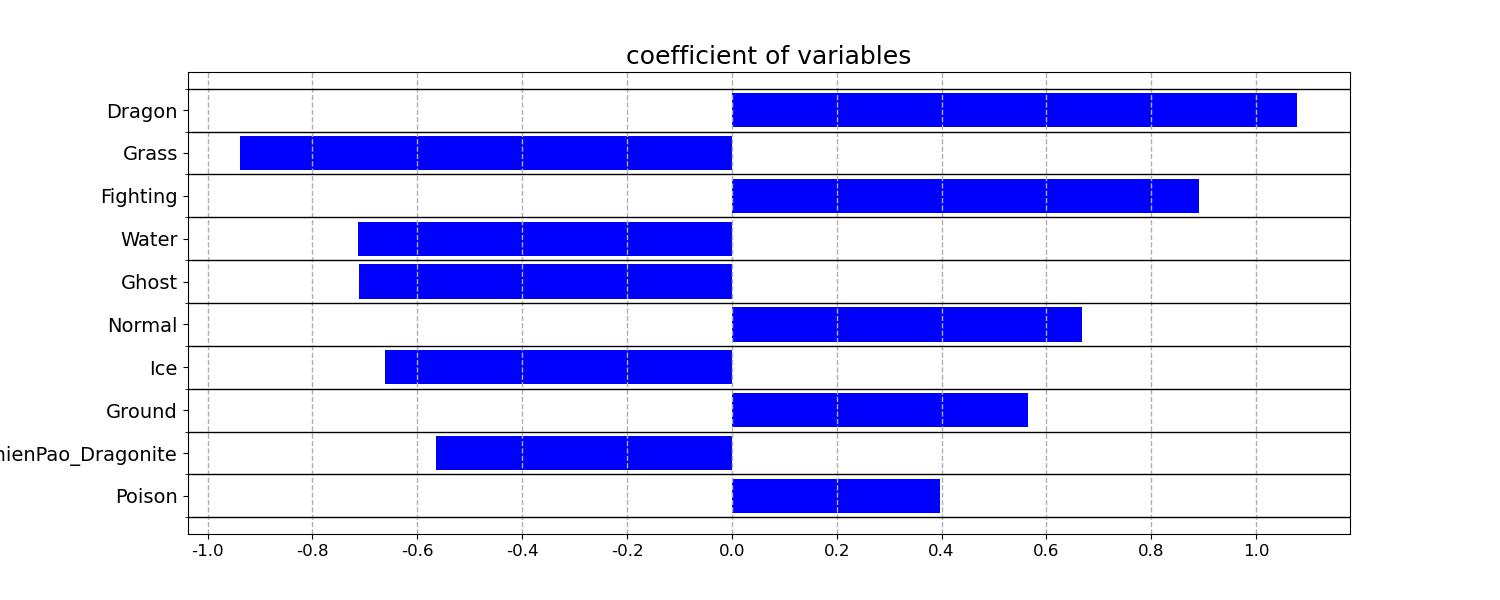 coefficient of variables
Dragon
Grass
Fighting
Water
Ghost
Normal
Ice
Ground
hienPao_Dragonite
Poison
-1.0 -0.8 -0.6 -0.4 -0.2 0.0 0.2 0.4 0.6 0.8 1.0